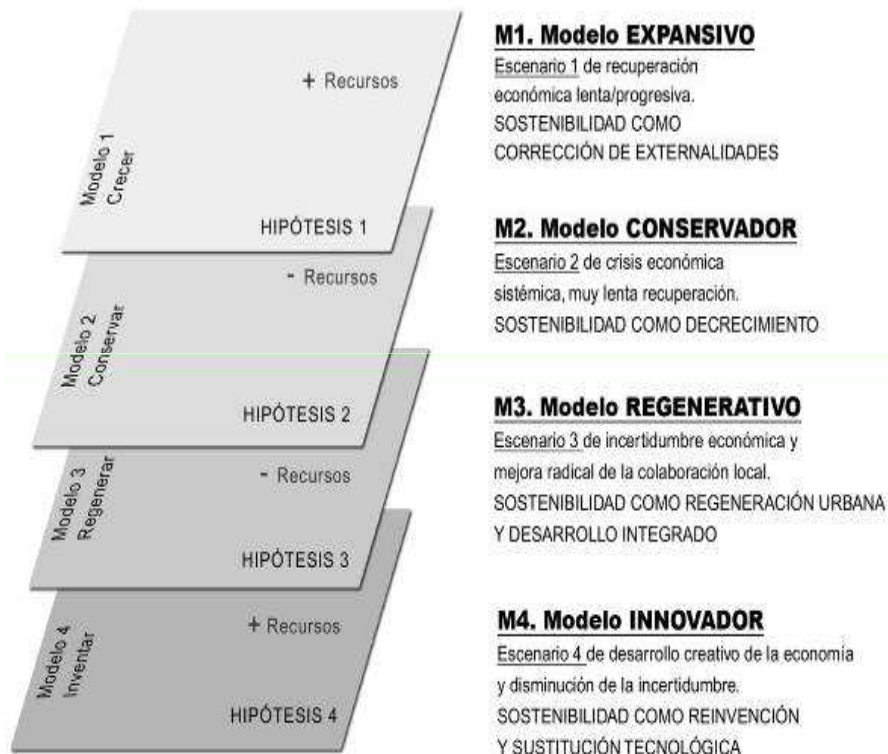 M1. Modelo EXPANSIVO
Escenario 1 de recuperación
económica lenta/progresiva.
SOSTENIBILIDAD COMO
CORRECCIÓN DE EXTERNALIDADES
+ Recursos
Modelo 1
Crecer
HIPÓTESIS 1
M2. Modelo CONSERVADOR
Escenario 2 de crisis económica
sistémica, muy lenta recuperación.
SOSTENIBILIDAD COMO DECRECIMIENTO
- Recursos
Modelo 2
Conservar
HIPÓTESIS 2
M3. Modelo REGENERATIVO
Escenario 3 de incertidumbre económica y
mejora radical de la colaboración local.
SOSTENIBILIDAD COMO REGENERACIÓN URBANA
Y DESARROLLO INTEGRADO
- Recursos
Modelo 3
Regenerar
HIPÓTESIS 3
M4. Modelo INNOVADOR
Escenario 4 de desarrollo creativo de la economía
y disminución de la incertidumbre.
SOSTENIBILIDAD COMO REINVENCIÓN
Y SUSTITUCIÓN TECNOLÓGICA
+ Recursos
Modelo 4
Inventar
HIPÓTESIS 4